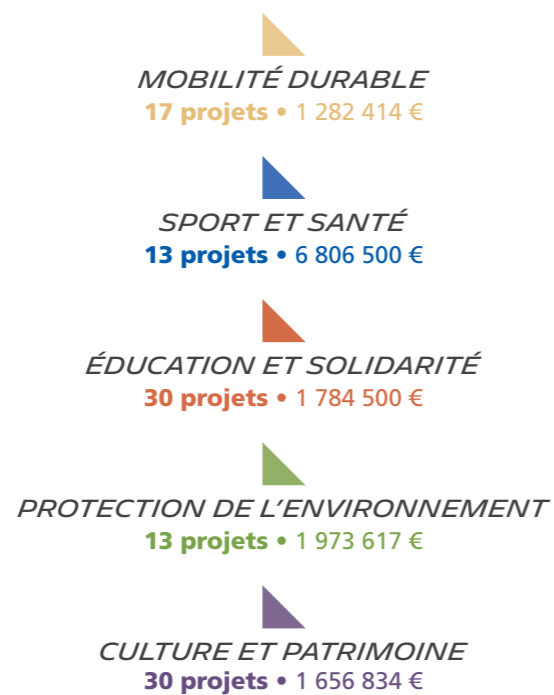 MOBILITÉ DURABLE
17 projets • 1 282 414 €
SPORT ET SANTÉ
13 projets • 6 806 500 €
ÉDUCATION ET SOLIDARITÉ
30 projets • 1 784 500 €
PROTECTION DE L’ENVIRONNEMENT
13 projets • 1 973 617 €
CULTURE ET PATRIMOINE
30 projets • 1 656 834 €